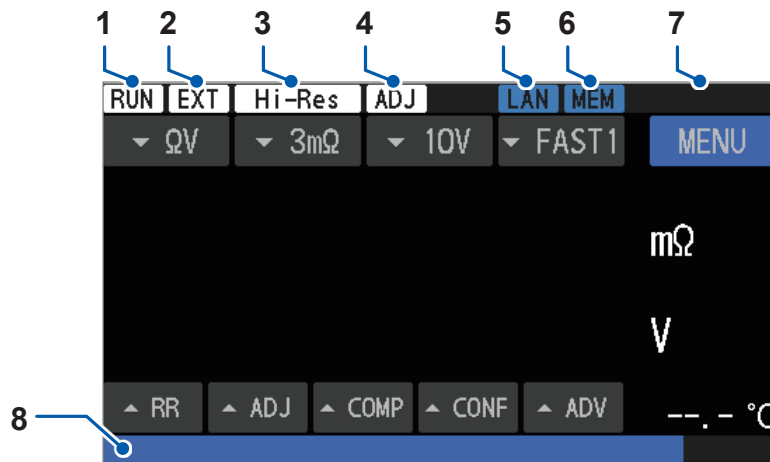 1 2 3 4 5 6 7
RUN EXT Hi-Res ADJ LAN MEM
ΩV 3mΩ 10V FAST1 MENU
mΩ
V
RR ADJ COMP CONF ADV --.- °C
8